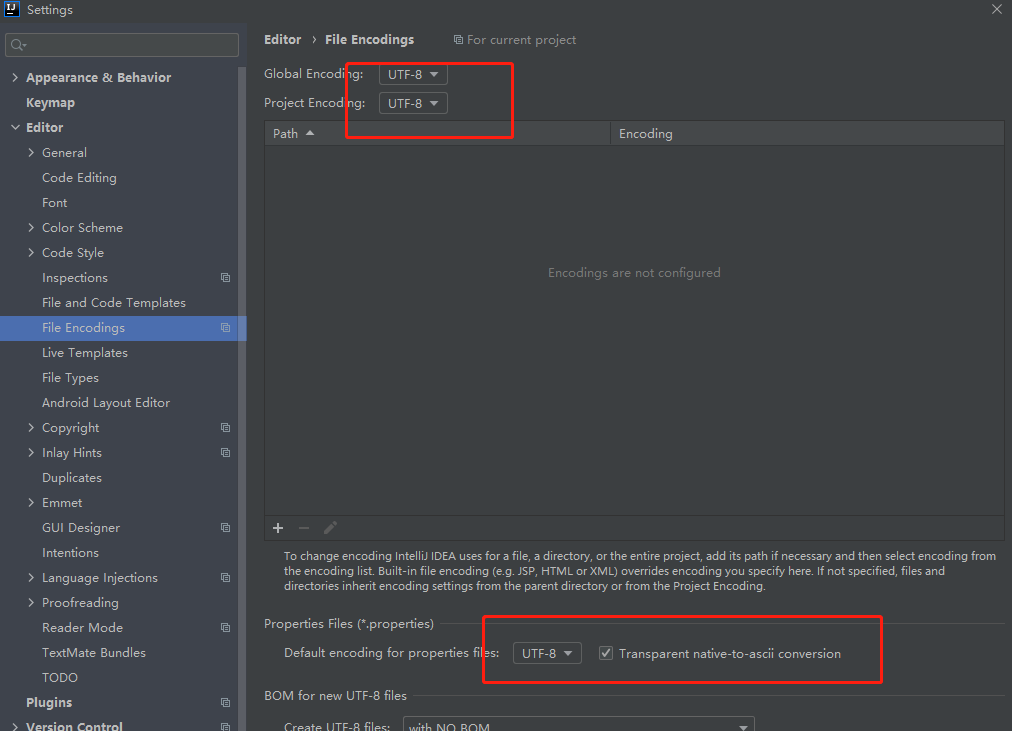 IJ Settings
Editor › File Encodings For current project
Global Encoding: UTF-8
Project Encoding: UTF-8
Appearance & Behavior
Keymap
Editor
General
Code Editing
Font
Color Scheme
Code Style
Inspections
File and Code Templates
File Encodings
Live Templates
File Types
Android Layout Editor
Copyright
Inlay Hints
Duplicates
Emmet
GUI Designer
Intentions
Language Injections
Proofreading
Reader Mode
TextMate Bundles
TODO
Plugins
Version Control
Path Encoding
Encodings are not configured
To change encoding IntelliJ IDEA uses for a file, a directory, or the entire project, add its path if necessary and then select encoding from
the encoding list. Built-in file encoding (e.g. JSP, HTML or XML) overrides encoding you specify here. If not specified, files and
directories inherit encoding settings from the parent directory or from the Project Encoding.
Properties Files (*.properties)
Default encoding for properties files: UTF-8 Transparent native-to-ascii conversion
BOM for new UTF-8 files
Create UTF-8 files: with NO BOM